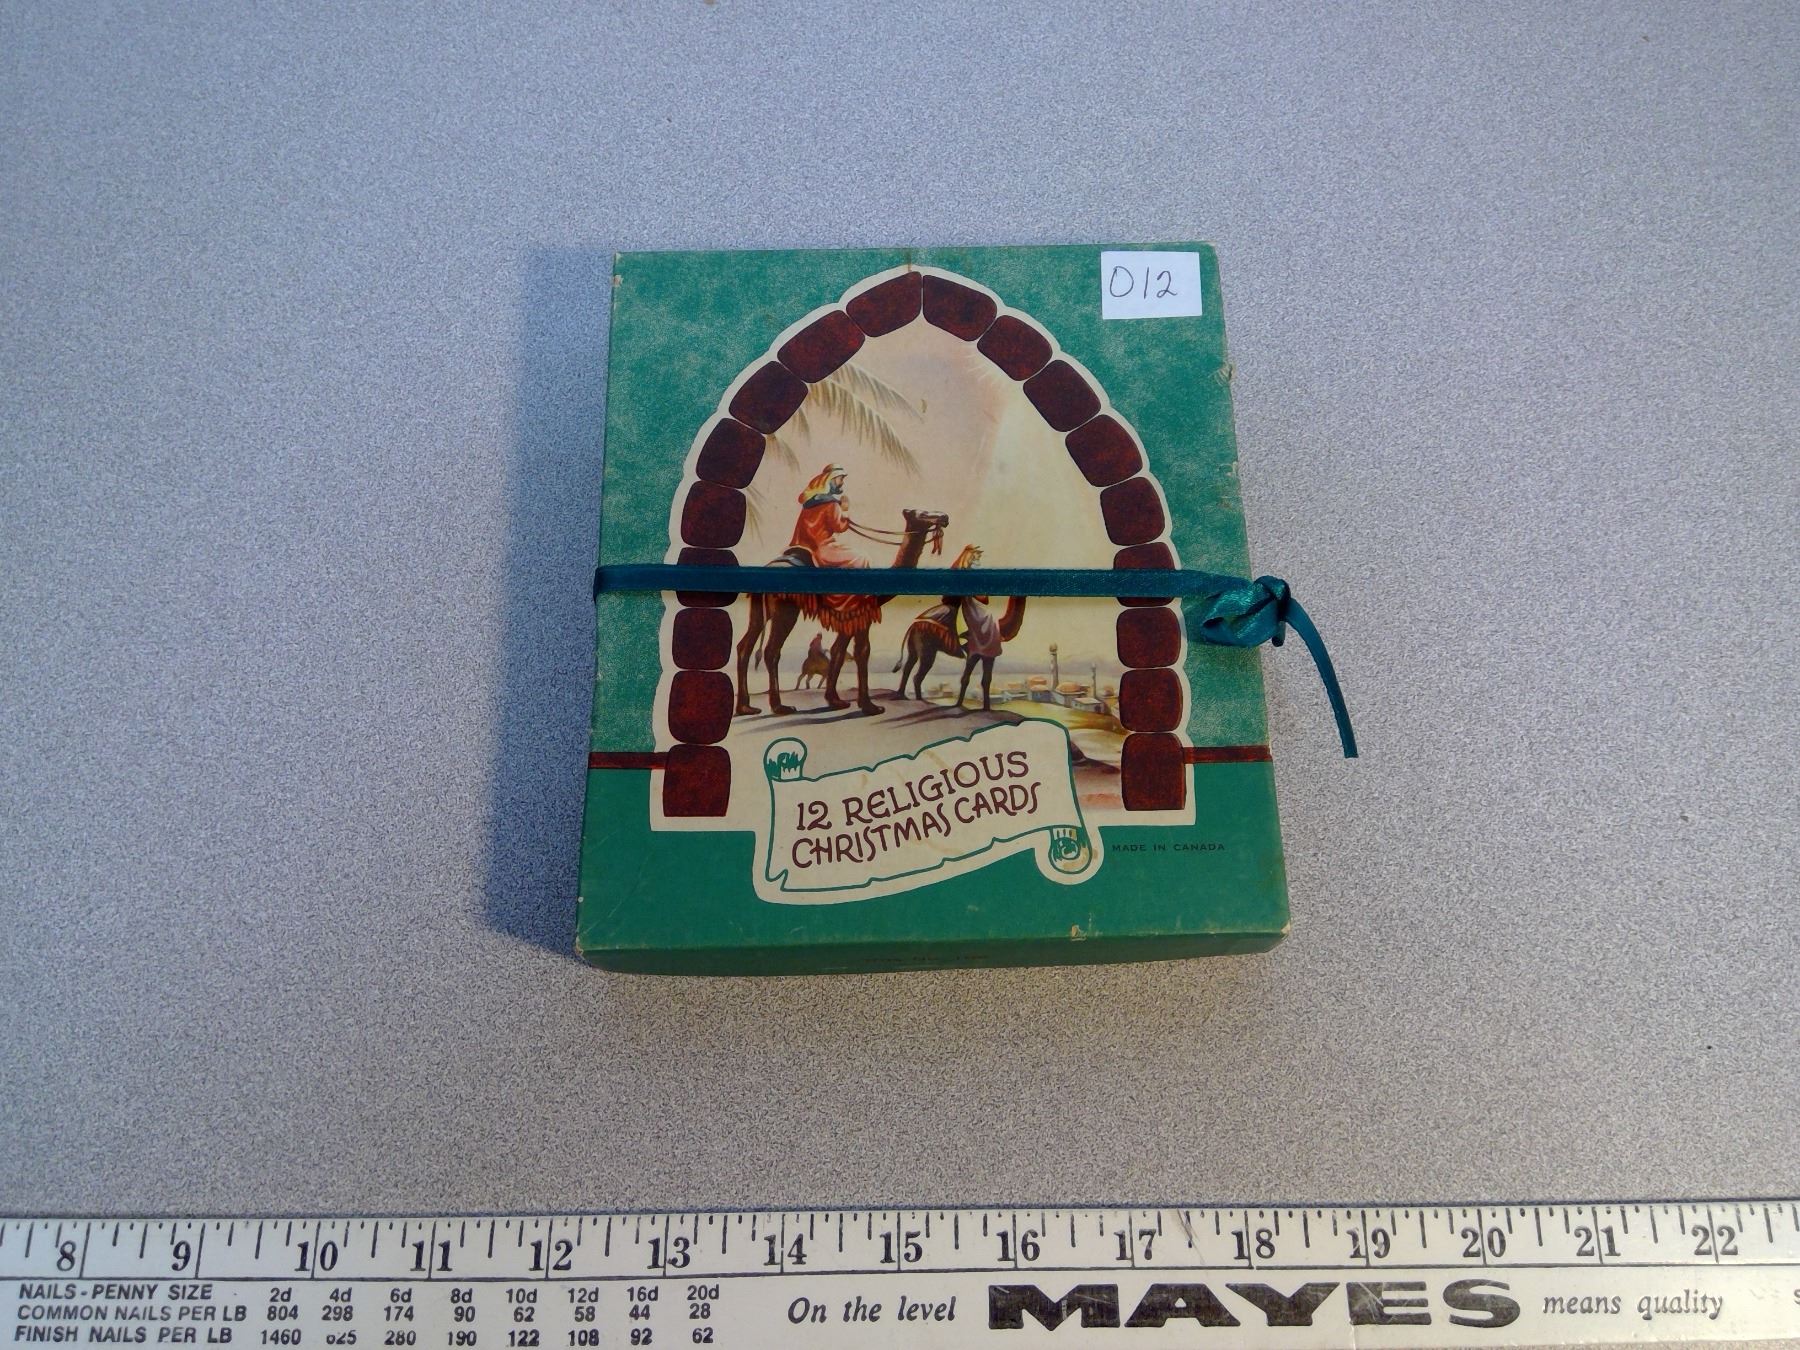 012
12 RELIGIOUS
CHRISTMAS CARDS
MADE IN CANADA
8 9 10 11 12 13 14 15 16 17 18 19 20 21 22
NAILS - PENNY SIZE 2d 4d 6d 8d 10d 12d 16d 20d
COMMON NAILS PER LB 804 298 174 90 62 58 44 28
FINISH NAILS PER LB 1460 625 280 190 122 108 92 62
On the level MAYES means quality